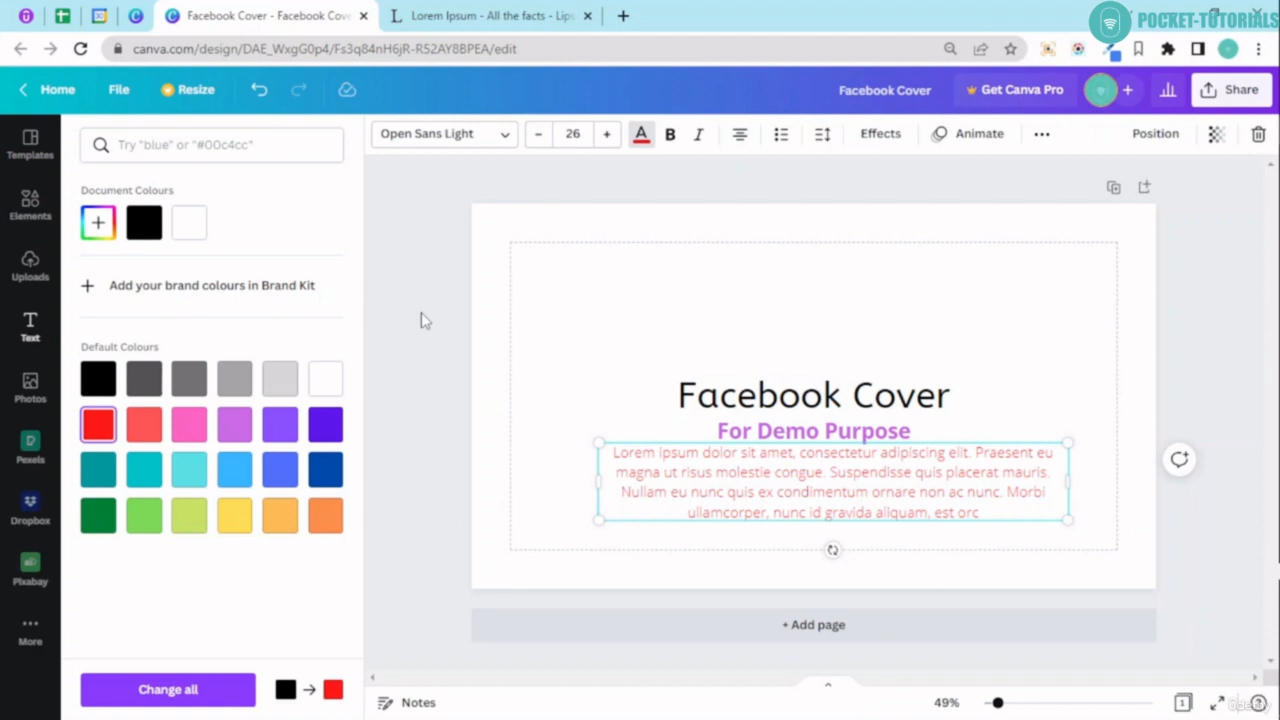 Facebook Cover - Facebook Cove
Lorem Ipsum - All the facts - Lips
POCKET-TUTORIALS
canva.com/design/DAE_WxgG0p4/Fs3q84nH6jR-R52AY8BPEA/edit
Home File Resize Facebook Cover Get Canva Pro Share
Templates
Elements
Uploads
Text
Photos
Pexels
Dropbox
Pixabay
More
Try "blue" or "#00c4cc"
Document Colours
Add your brand colours in Brand Kit
Default Colours
Change all
Open Sans Light - 26 + A B I Effects Animate Position
Facebook Cover
For Demo Purpose
Lorem ipsum dolor sit amet, consectetur adipiscing elit. Praesent eu
magna ut risus molestie congue. Suspendisse quis placerat mauris.
Nullam eu nunc quis ex condimentum ornare non ac nunc. Morbi
ullamcorper, nunc id gravida aliquam, est orc
+ Add page
Notes 49% 1